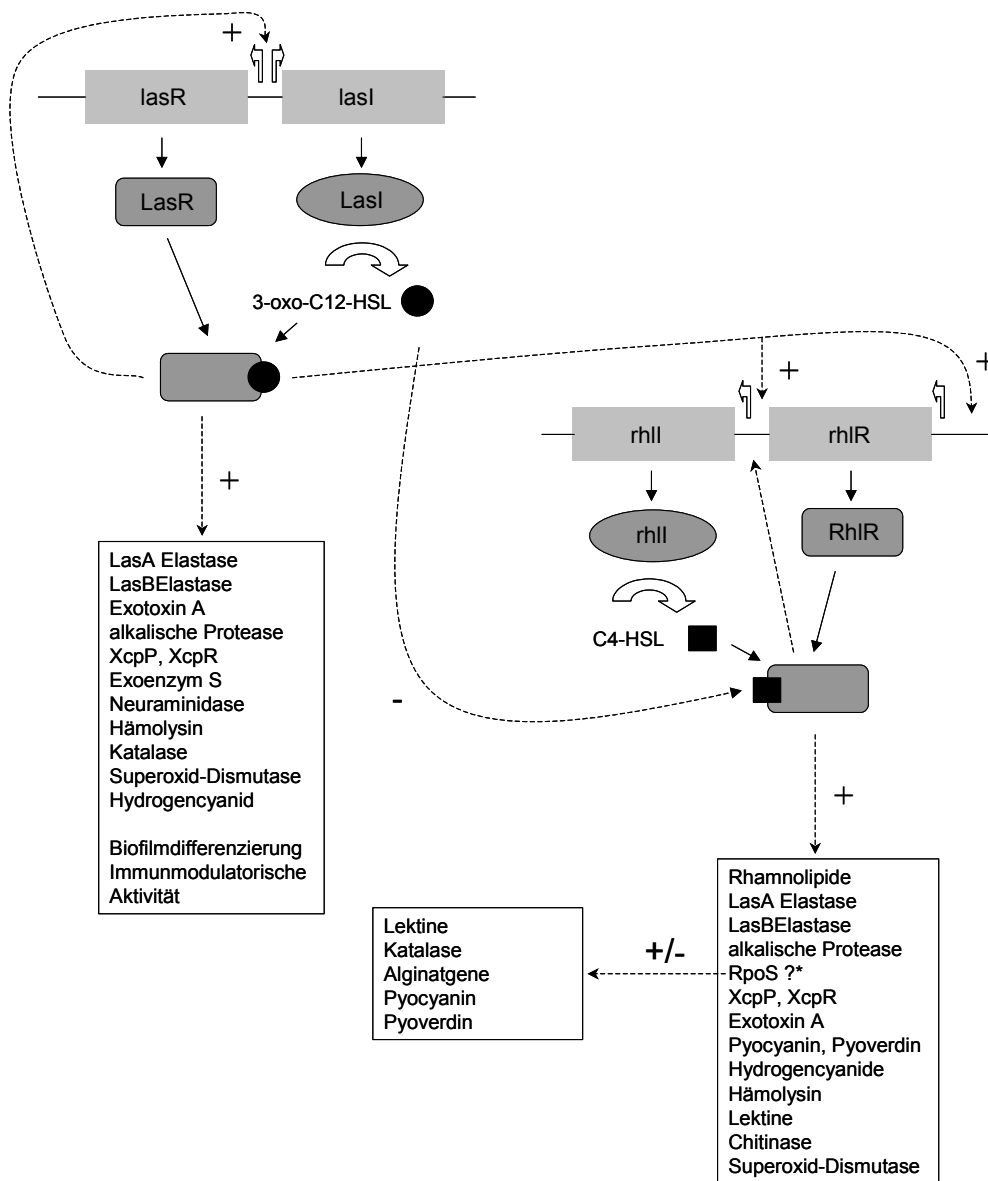 +
lasR
lasI
LasR
LasI
3-oxo-C12-HSL
+
+
rhlI
rhlR
+
rhlI
RhlR
C4-HSL
-
+
LasA Elastase
LasBElastase
Exotoxin A
alkalische Protease
XcpP, XcpR
Exoenzym S
Neuraminidase
Hämolysin
Katalase
Superoxid-Dismutase
Hydrogencyanid
Biofilmdifferenzierung
Immunmodulatorische
Aktivität
Lektine
Katalase
Alginatgene
Pyocyanin
Pyoverdin
+/-
Rhamnolipide
LasA Elastase
LasBElastase
alkalische Protease
RpoS ?*
XcpP, XcpR
Exotoxin A
Pyocyanin, Pyoverdin
Hydrogencyanide
Hämolysin
Lektine
Chitinase
Superoxid-Dismutase